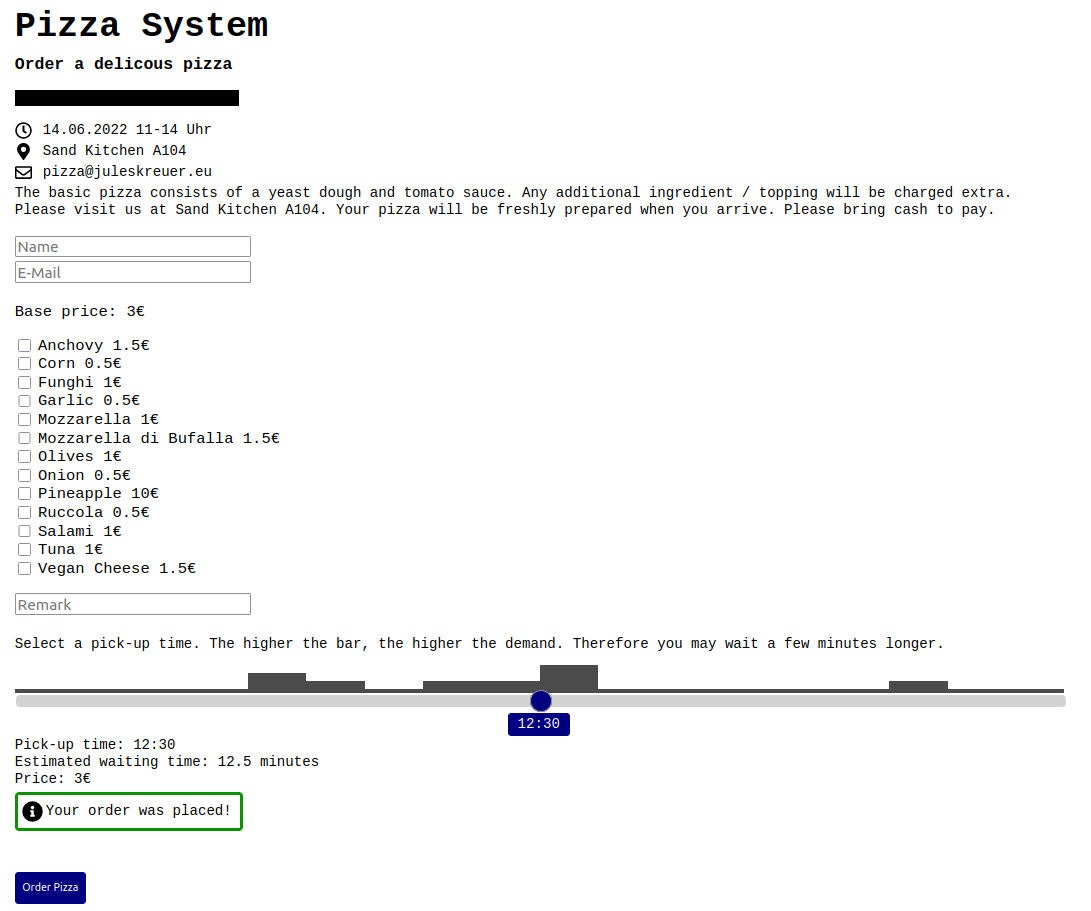 Pizza System
Order a delicous pizza
14.06.2022 11-14 Uhr
Sand Kitchen A104
pizza@juleskreuer.eu
The basic pizza consists of a yeast dough and tomato sauce. Any additional ingredient / topping will be charged extra.
Please visit us at Sand Kitchen A104. Your pizza will be freshly prepared when you arrive. Please bring cash to pay.
Name
E-Mail
Base price: 3€
Anchovy 1.5€
Corn 0.5€
Funghi 1€
Garlic 0.5€
Mozzarella 1€
Mozzarella di Bufalla 1.5€
Olives 1€
Onion 0.5€
Pineapple 10€
Ruccola 0.5€
Salami 1€
Tuna 1€
Vegan Cheese 1.5€
Remark
Select a pick-up time. The higher the bar, the higher the demand. Therefore you may wait a few minutes longer.
12:30
Pick-up time: 12:30
Estimated waiting time: 12.5 minutes
Price: 3€
Your order was placed!
Order Pizza